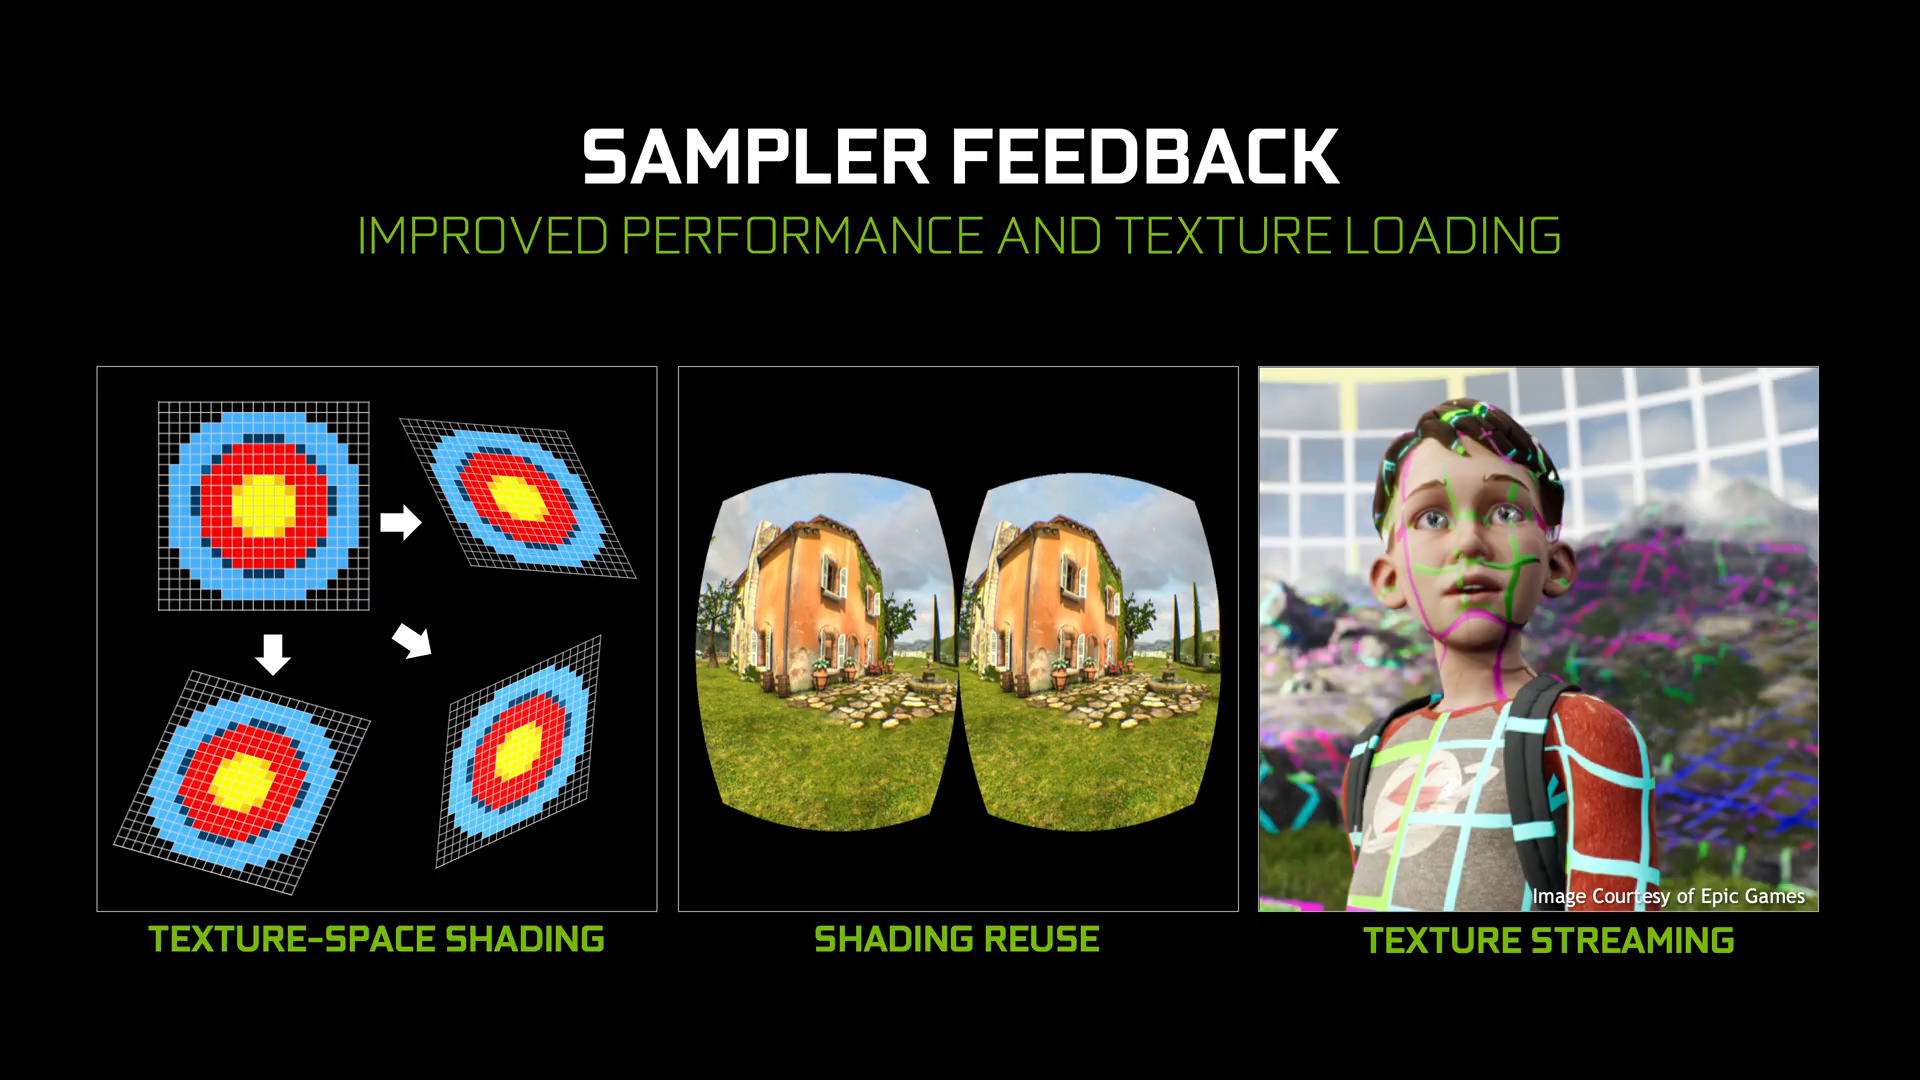 SAMPLER FEEDBACK
IMPROVED PERFORMANCE AND TEXTURE LOADING
Image Courtesy of Epic Games
TEXTURE-SPACE SHADING
SHADING REUSE
TEXTURE STREAMING